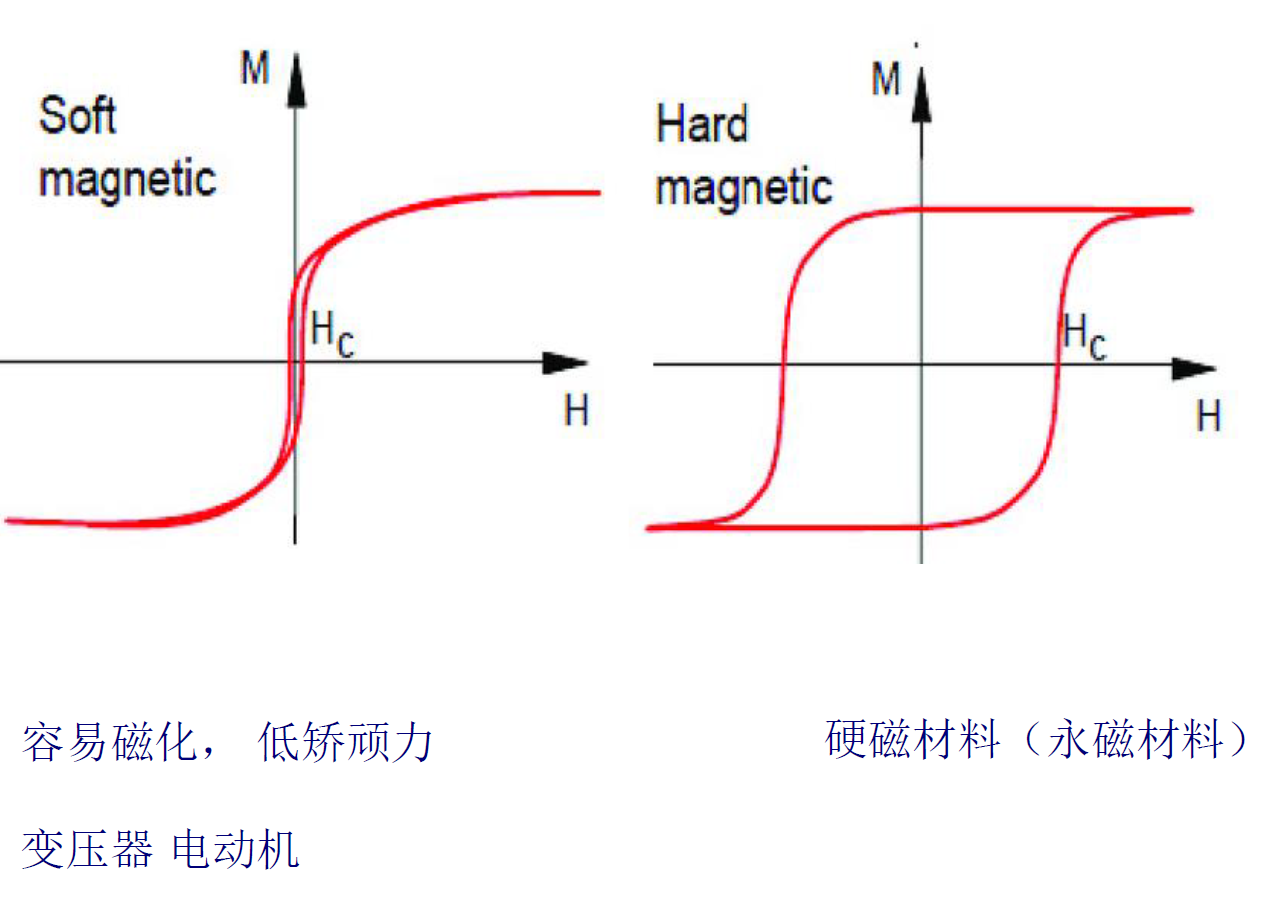 M
Soft
magnetic
H_C
H
M
Hard
magnetic
H_C
H
容易磁化， 低矫顽力
硬磁材料（永磁材料）
变压器 电动机